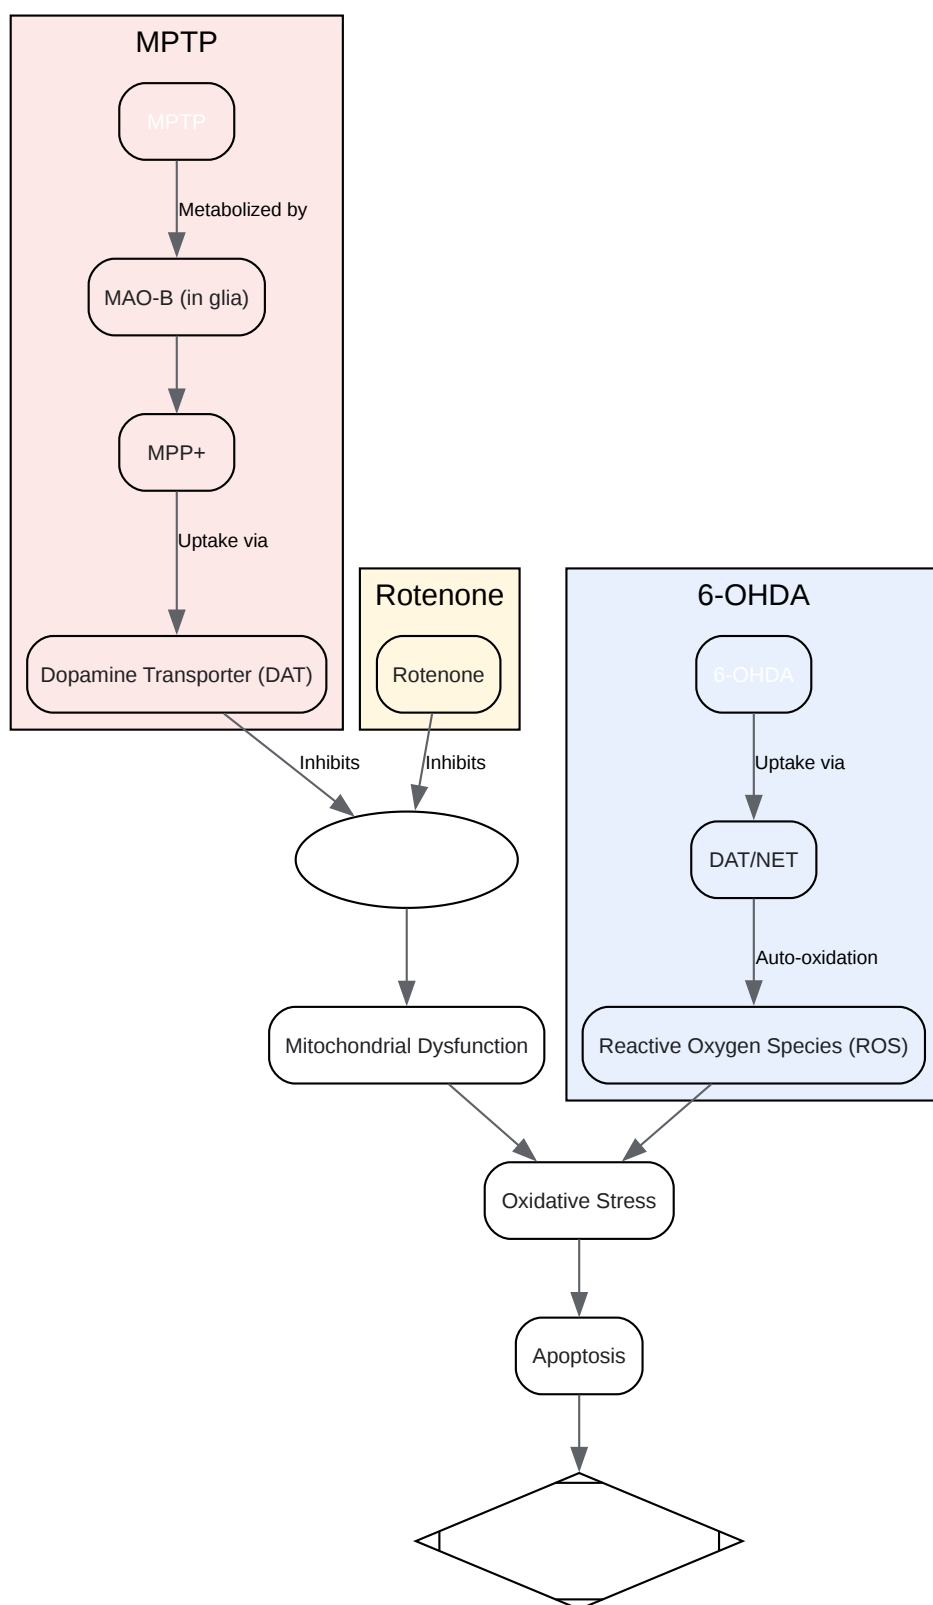 MPTP
MPTP
Metabolized by
MAO-B (in glia)
MPP+
Uptake via
Dopamine Transporter (DAT)
Rotenone
Rotenone
6-OHDA
6-OHDA
Inhibits
Inhibits
Uptake via
DAT/NET
Auto-oxidation
Mitochondrial Dysfunction
Reactive Oxygen Species (ROS)
Oxidative Stress
Apoptosis